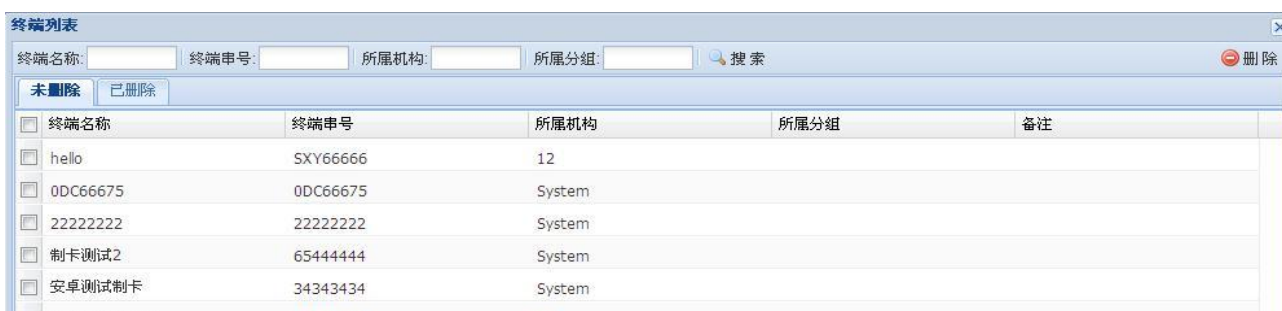 终端列表
终端名称: 终端串号: 所属机构: 所属分组: 搜索 删除
未删除 已删除
终端名称 终端串号 所属机构 所属分组 备注
hello SXY66666 12
0DC66675 0DC66675 System
22222222 22222222 System
制卡测试2 65444444 System
安卓测试制卡 34343434 System